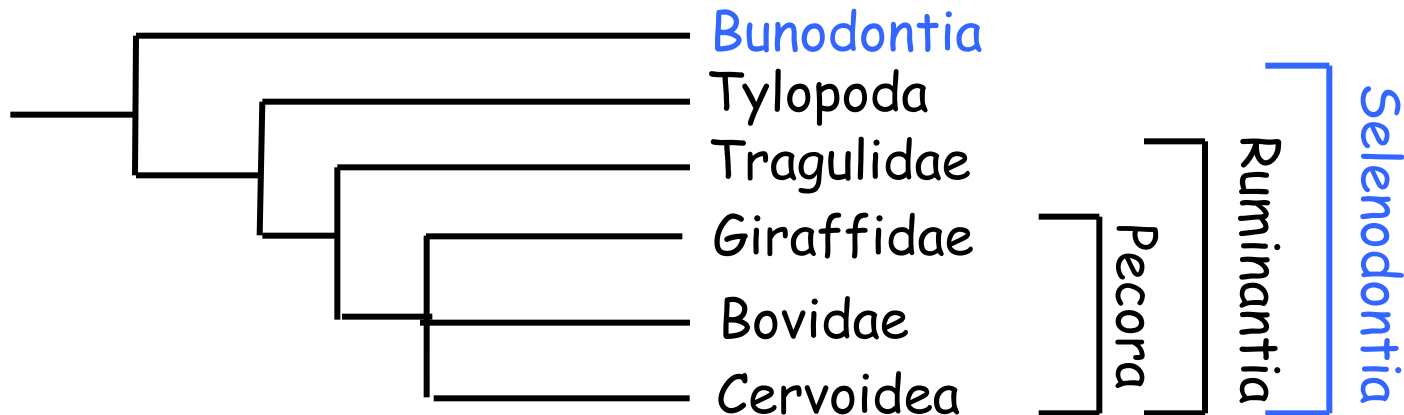 Bunodontia
Tylopoda
Tragulidae
Giraffidae
Bovidae
Cervoidea
Pecora
Ruminantia
Selenodontia